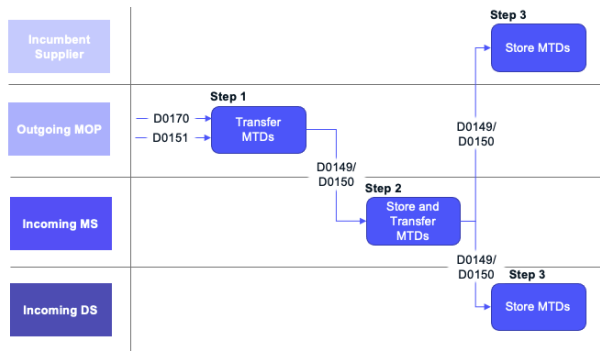 Step 3
Incumbent
Supplier
Store MTDs
Step 1
Outgoing MOP
D0170
D0151
Transfer
MTDs
D0149/
D0150
D0149/
D0150
Step 2
Incoming MS
Store and
Transfer
MTDs
D0149/
D0150
Step 3
Incoming DS
Store MTDs